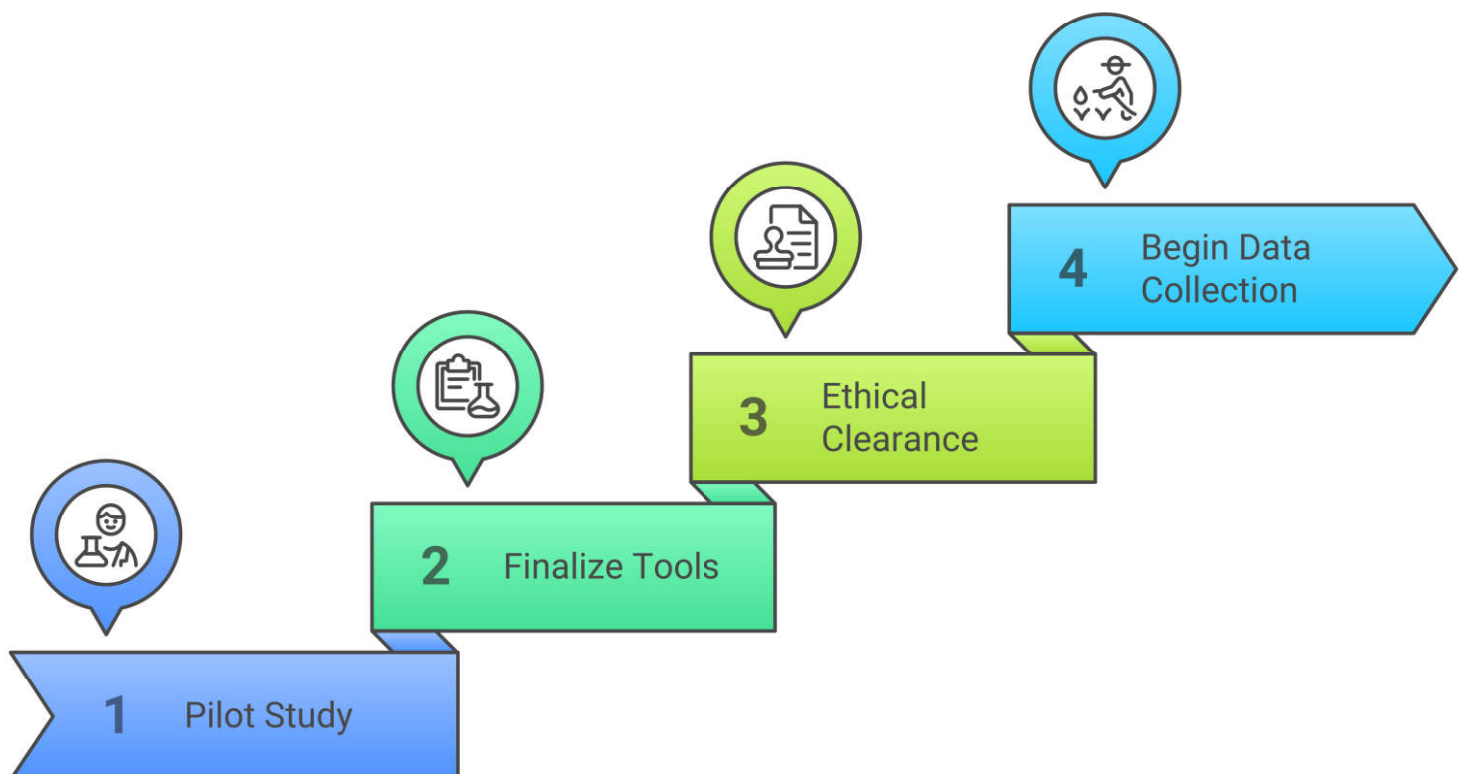 1 Pilot Study
2 Finalize Tools
3 Ethical
Clearance
4 Begin Data
Collection